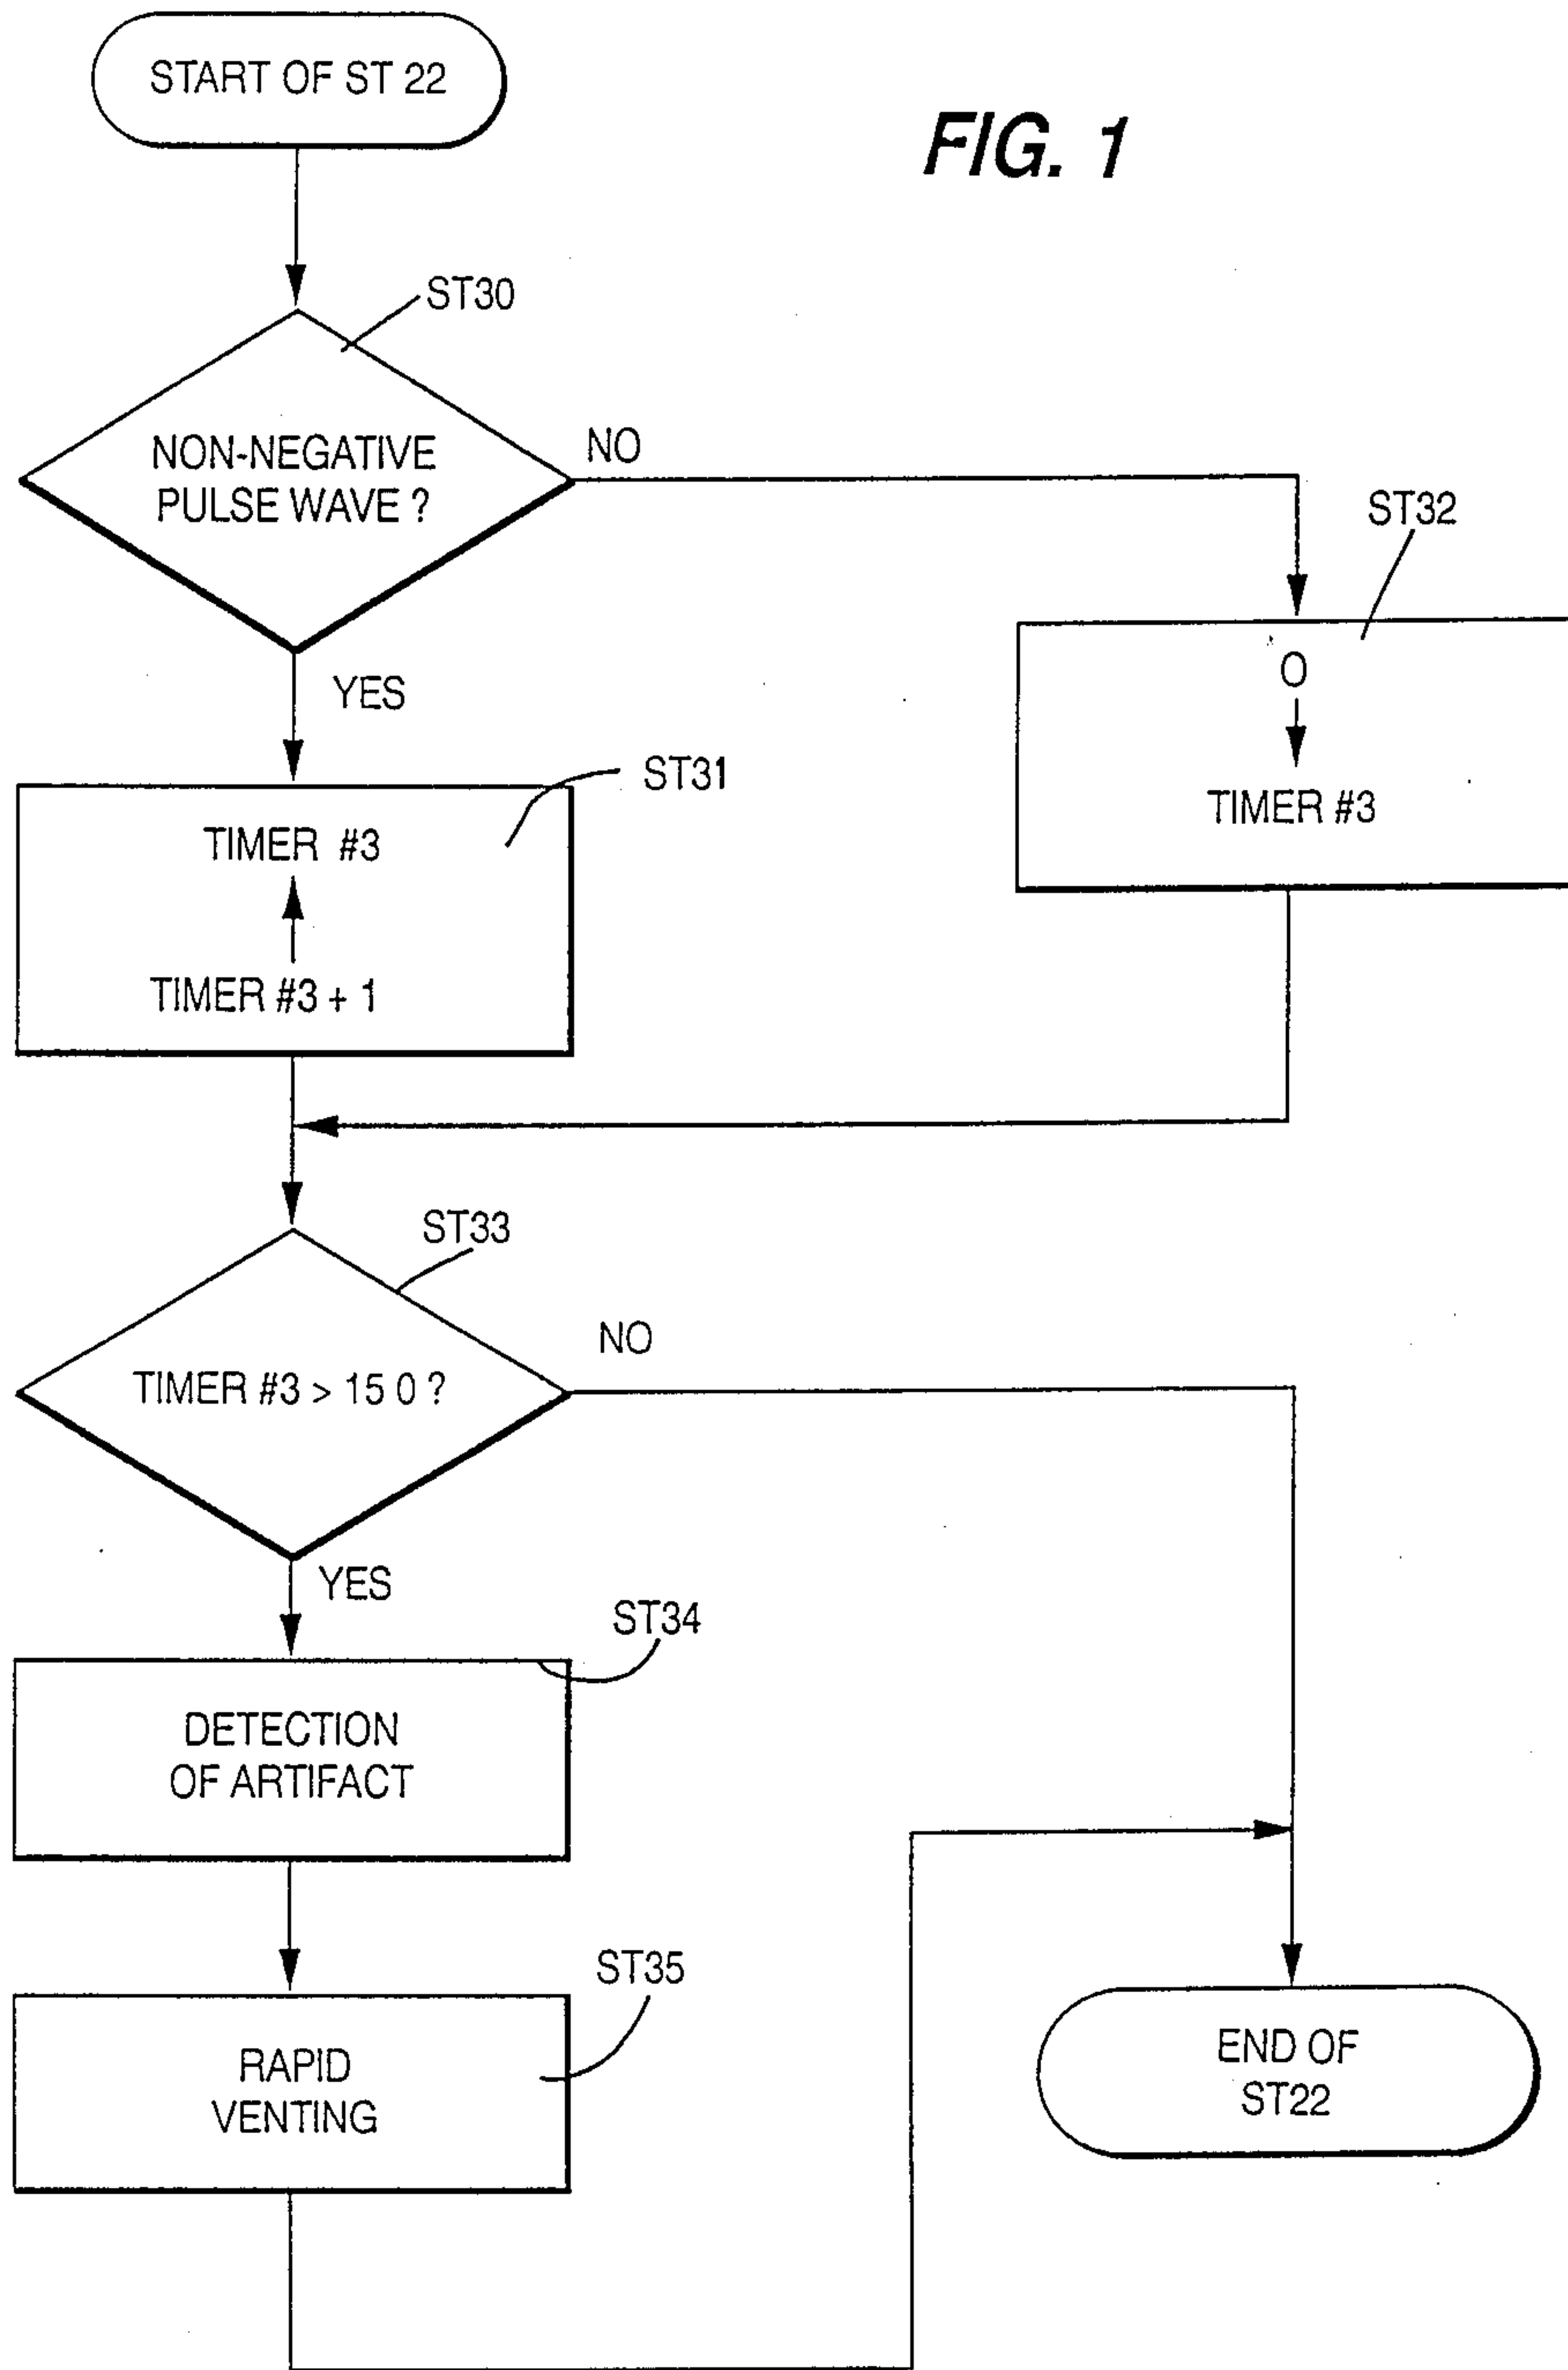 START OF ST 22
FIG. 1
ST30
NON-NEGATIVE
PULSE WAVE ?
NO
YES
ST32
O
TIMER #3
ST31
TIMER #3
TIMER #3 + 1
ST33
TIMER #3 > 15 0 ?
NO
YES
ST34
DETECTION
OF ARTIFACT
ST35
RAPID
VENTING
END OF
ST22